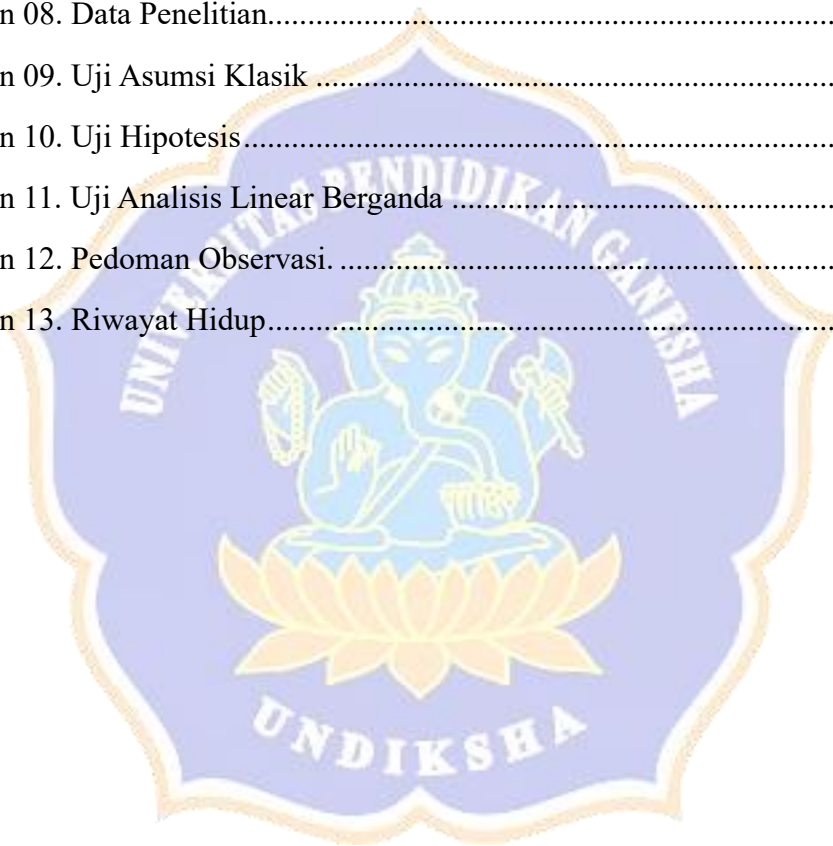 n 08. Data Penelitian.....................................................................
n 09. Uji Asumsi Klasik ................................................................
n 10. Uji Hipotesis.........................................................................
n 11. Uji Analisis Linear Berganda ...............................................
n 12. Pedoman Observasi. .............................................................
n 13. Riwayat Hidup......................................................................
UNIVERSITAS PENDIDIKAN GANESHA
UNDIKSHA